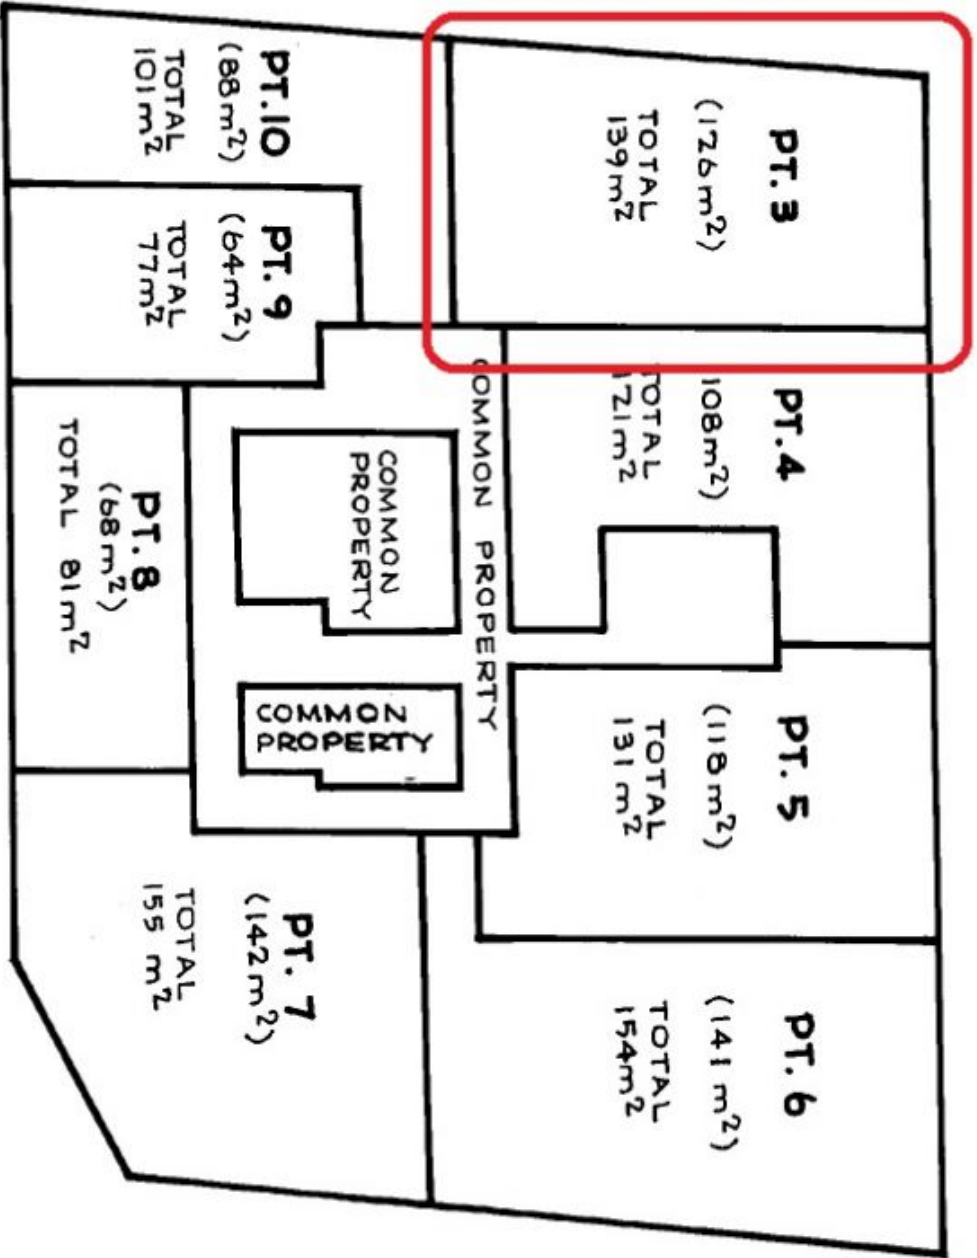 PT.10
(88m²)
TOTAL
101m²
PT.3
(126m²)
TOTAL
139m²
PT. 9
(64m²)
TOTAL
77m²
PT.4
108m²)
TOTAL
121m²
COMMON PROPERTY
COMMON
PROPERTY
PT. 8
(68m²)
TOTAL 81m²
COMMON
PROPERTY
PT. 5
(118m²)
TOTAL
131m²
PT. 7
(142m²)
TOTAL
155 m²
PT. 6
(141 m²)
TOTAL
154m²